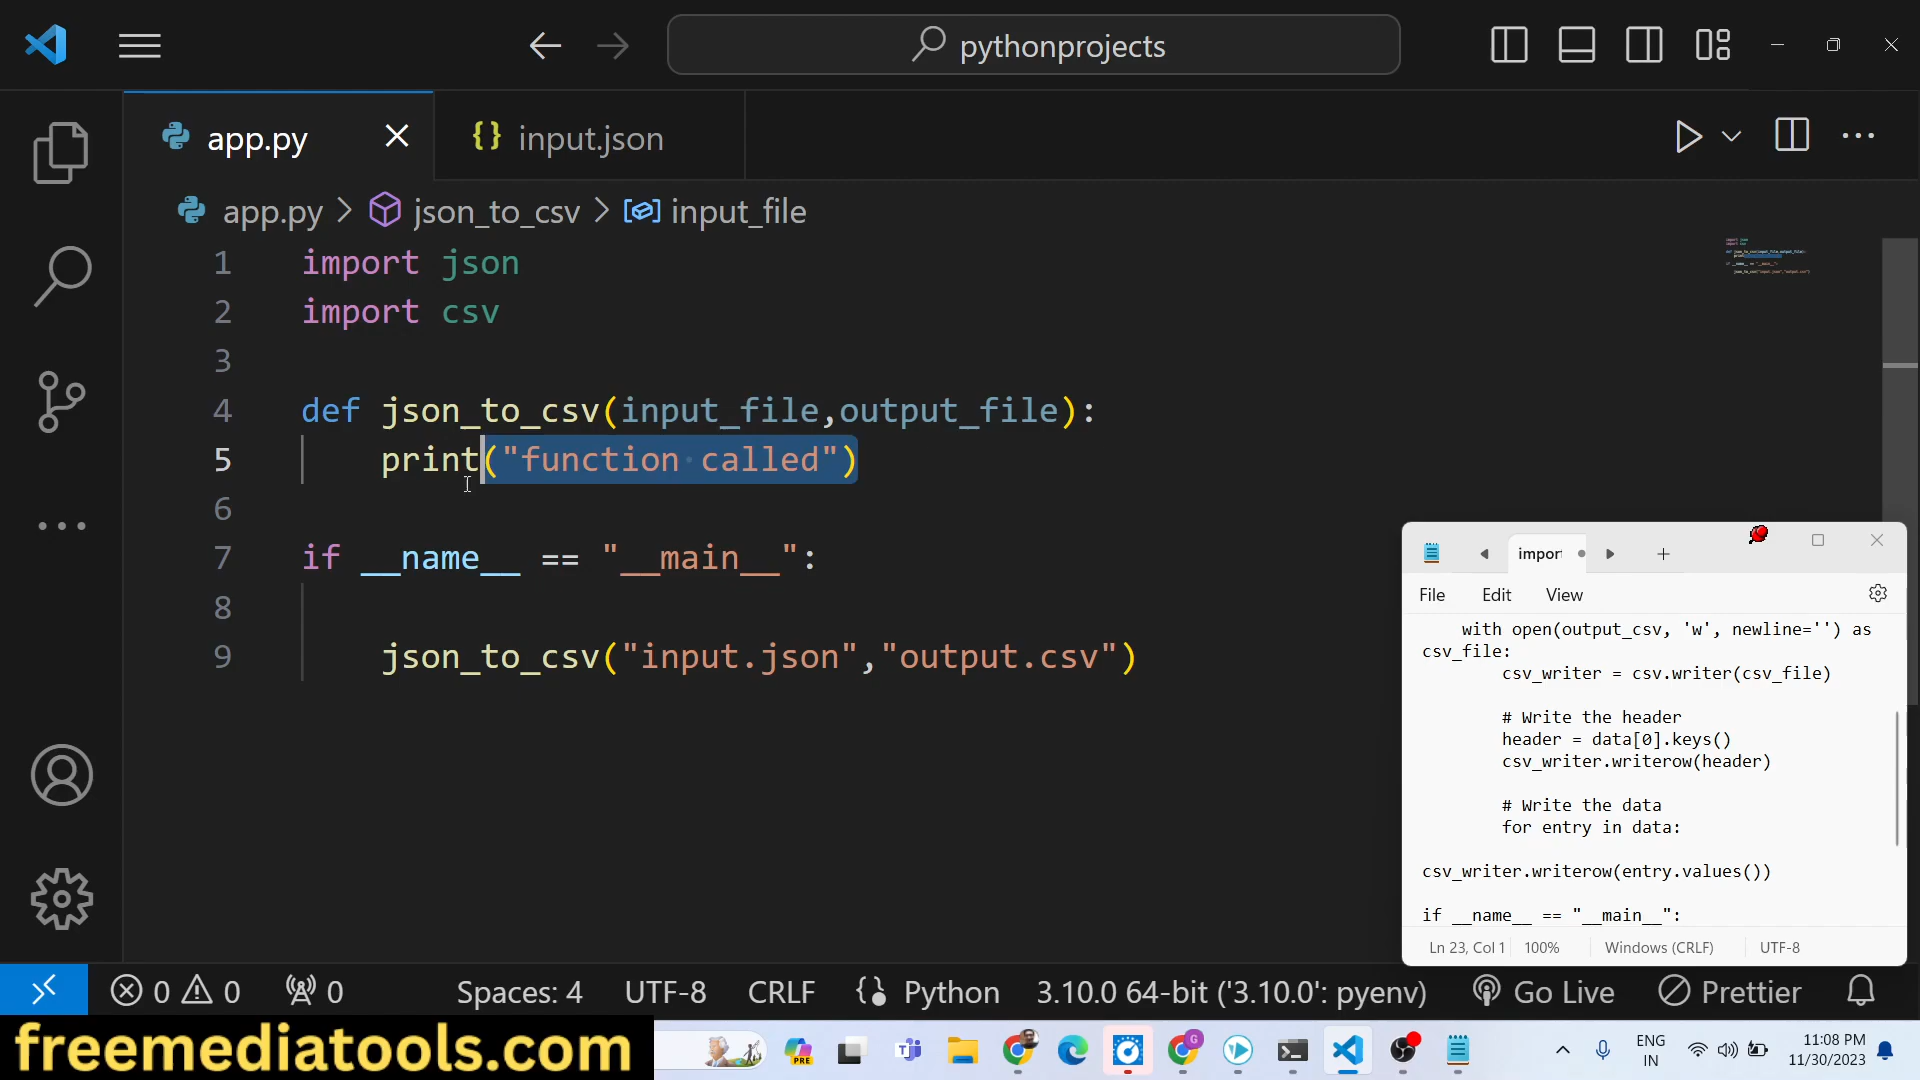 pythonprojects
app.py
input.json
app.py > json_to_csv > input_file
1 import json
2 import csv
3
4 def json_to_csv(input_file,output_file):
5 print("function called")
6
7 if __name__ == "__main__":
8
9 json_to_csv("input.json","output.csv")
import
File Edit View
with open(output_csv, 'w', newline='') as
csv_file:
csv_writer = csv.writer(csv_file)
# Write the header
header = data[0].keys()
csv_writer.writerow(header)
# Write the data
for entry in data:
csv_writer.writerow(entry.values())
if __name__ == "__main__":
Ln 23, Col 1 100% Windows (CRLF) UTF-8
0 0 0 Spaces: 4 UTF-8 CRLF Python 3.10.0 64-bit ('3.10.0': pyenv) Go Live Prettier
freemediatools.com
PRE
G
ENG
IN
11:08 PM
11/30/2023